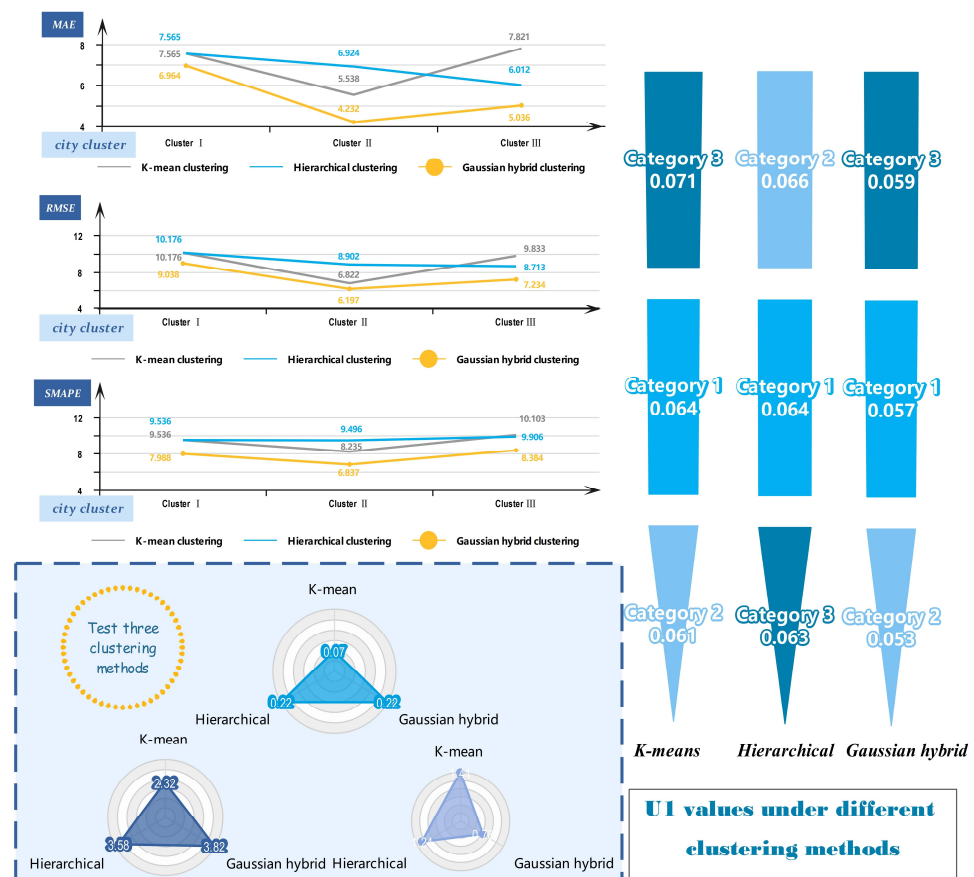 MAE
8
6
4
7.565
7.565
6.964
6.924
5.538
4.232
7.821
6.012
5.036
city cluster
Cluster I
Cluster II
Cluster III
K-mean clustering
Hierarchical clustering
Gaussian hybrid clustering
RMSE
12
8
4
10.176
10.176
9.038
8.902
6.822
6.197
9.833
8.713
7.234
city cluster
Cluster I
Cluster II
Cluster III
K-mean clustering
Hierarchical clustering
Gaussian hybrid clustering
SMAPE
12
8
4
9.536
9.536
7.988
9.496
8.235
6.837
10.103
9.906
8.384
city cluster
Cluster I
Cluster II
Cluster III
K-mean clustering
Hierarchical clustering
Gaussian hybrid clustering
Test three
clustering
methods
K-mean
0.07
0.22
0.22
Hierarchical
Gaussian hybrid
K-mean
2.32
3.58
3.82
Hierarchical
Gaussian hybrid
K-mean
Hierarchical
Gaussian hybrid
Category 3
0.071
Category 2
0.066
Category 3
0.059
Category 1
0.064
Category 1
0.064
Category 1
0.057
Category 2
0.061
Category 3
0.063
Category 2
0.053
K-means
Hierarchical
Gaussian hybrid
U1 values under different
clustering methods